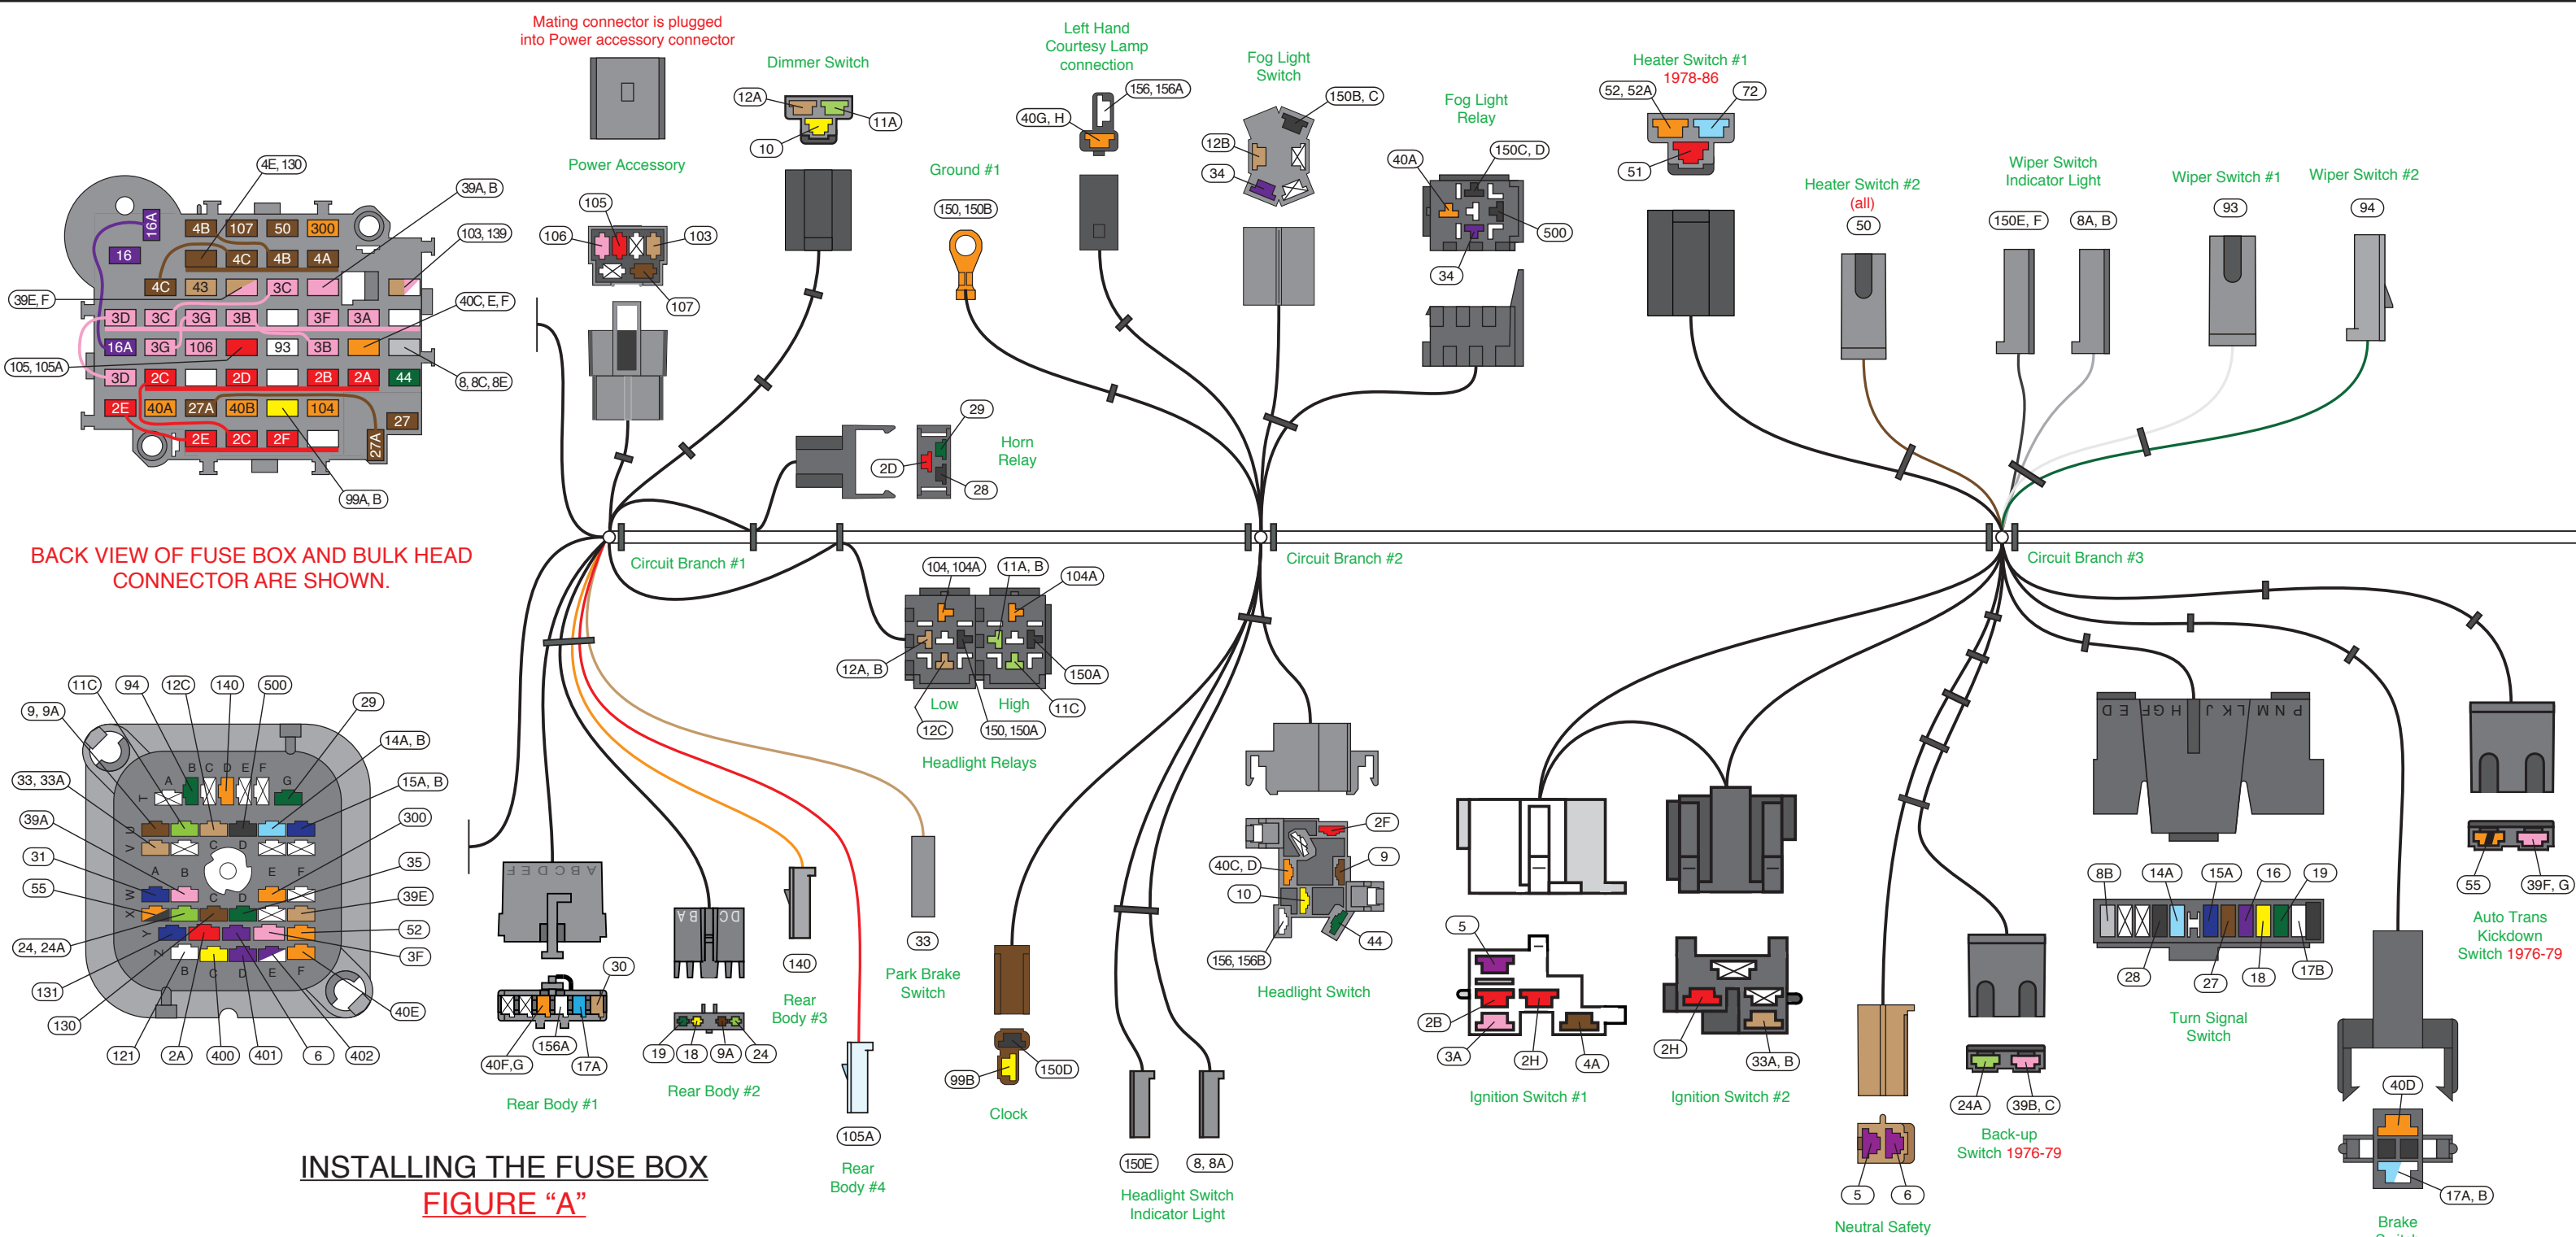 Mating connector is plugged
into Power accessory connector
Power Accessory
105
106
103
107
Dimmer Switch
12A
11A
10
Ground #1
150, 150B
Left Hand
Courtesy Lamp
connection
156, 156A
40G, H
Fog Light
Switch
150B, C
12B
34
Fog Light
Relay
40A
150C, D
500
34
Heater Switch #1
1978-86
52, 52A
72
51
Heater Switch #2
(all)
50
Wiper Switch
Indicator Light
150E, F
8A, B
Wiper Switch #1
93
Wiper Switch #2
94
4E, 130
39A, B
103, 139
39E, F
40C, E, F
105, 105A
8, 8C, 8E
99A, B
16A
4B
107
50
300
16
4C
4B
4A
4C
43
3C
3D
3C
3G
3B
3F
3A
16A
3G
106
93
3B
3D
2C
2D
2B
2A
44
2E
40A
27A
40B
104
27
2E
2C
2F
27A
BACK VIEW OF FUSE BOX AND BULK HEAD
CONNECTOR ARE SHOWN.
Horn
Relay
29
2D
28
Circuit Branch #1
Circuit Branch #2
Circuit Branch #3
104, 104A
11A, B
104A
12A, B
150A
Low
High
12C
150, 150A
11C
Headlight Relays
11C
94
12C
140
500
29
9, 9A
14A, B
33, 33A
15A, B
39A
300
31
35
55
39E
24, 24A
52
3F
131
130
40E
121
2A
400
401
6
402
A
B
C
D
E
F
G
T
U
V
C
D
A
B
E
F
W
C
D
X
Y
Z
B
C
D
E
F
A B C D E F
30
156A
40F,G
17A
Rear Body #1
A B
C D
19
18
9A
24
Rear Body #2
140
Rear
Body #3
105A
Rear
Body #4
33
Park Brake
Switch
99B
150D
Clock
150E
8, 8A
Headlight Switch
Indicator Light
2F
40C, D
9
10
44
156, 156B
Headlight Switch
5
2B
3A
2H
4A
Ignition Switch #1
2H
33A, B
Ignition Switch #2
5
6
Neutral Safety
24A
39B, C
Back-up
Switch 1976-79
D E F G H J K L M N P
8B
14A
15A
16
19
28
27
18
17B
Turn Signal
Switch
40D
17A, B
Brake
55
39F, G
Auto Trans
Kickdown
Switch 1976-79
INSTALLING THE FUSE BOX
FIGURE “A”